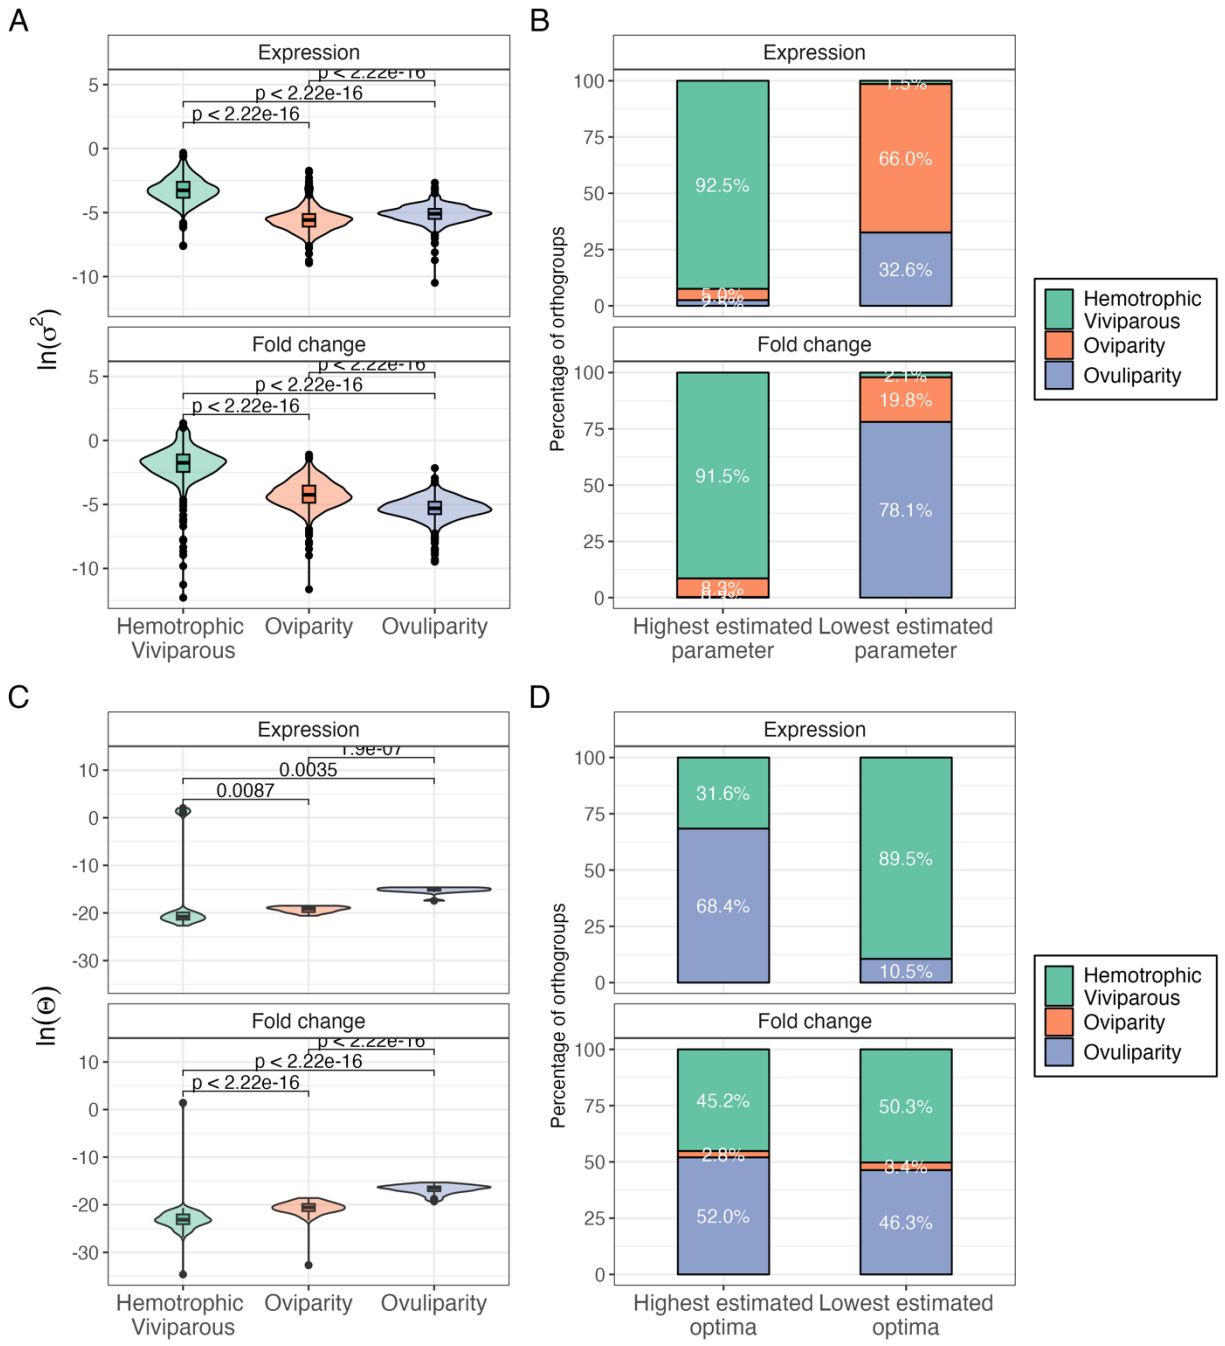 A
Expression
p < 2.22e-16
p < 2.22e-16
p < 2.22e-16
5
0
-5
-10
Fold change
p < 2.22e-16
p < 2.22e-16
p < 2.22e-16
5
0
-5
-10
ln(σ²)
Hemotrophic
Viviparous
Oviparity
Ovuliparity
B
Expression
100
75
50
25
0
92.5%
5.0%
1.5%
66.0%
32.6%
Fold change
100
75
50
25
0
91.5%
8.3%
2.1%
19.8%
78.1%
Percentage of orthogroups
Highest estimated
parameter
Lowest estimated
parameter
Hemotrophic
Viviparous
Oviparity
Ovuliparity
C
Expression
1.9e-07
0.0035
0.0087
10
0
-10
-20
-30
Fold change
p < 2.22e-16
p < 2.22e-16
p < 2.22e-16
10
0
-10
-20
-30
ln(Θ)
Hemotrophic
Viviparous
Oviparity
Ovuliparity
D
Expression
100
75
50
25
0
31.6%
68.4%
89.5%
10.5%
Fold change
100
75
50
25
0
45.2%
2.8%
52.0%
50.3%
3.4%
46.3%
Percentage of orthogroups
Highest estimated
optima
Lowest estimated
optima
Hemotrophic
Viviparous
Oviparity
Ovuliparity